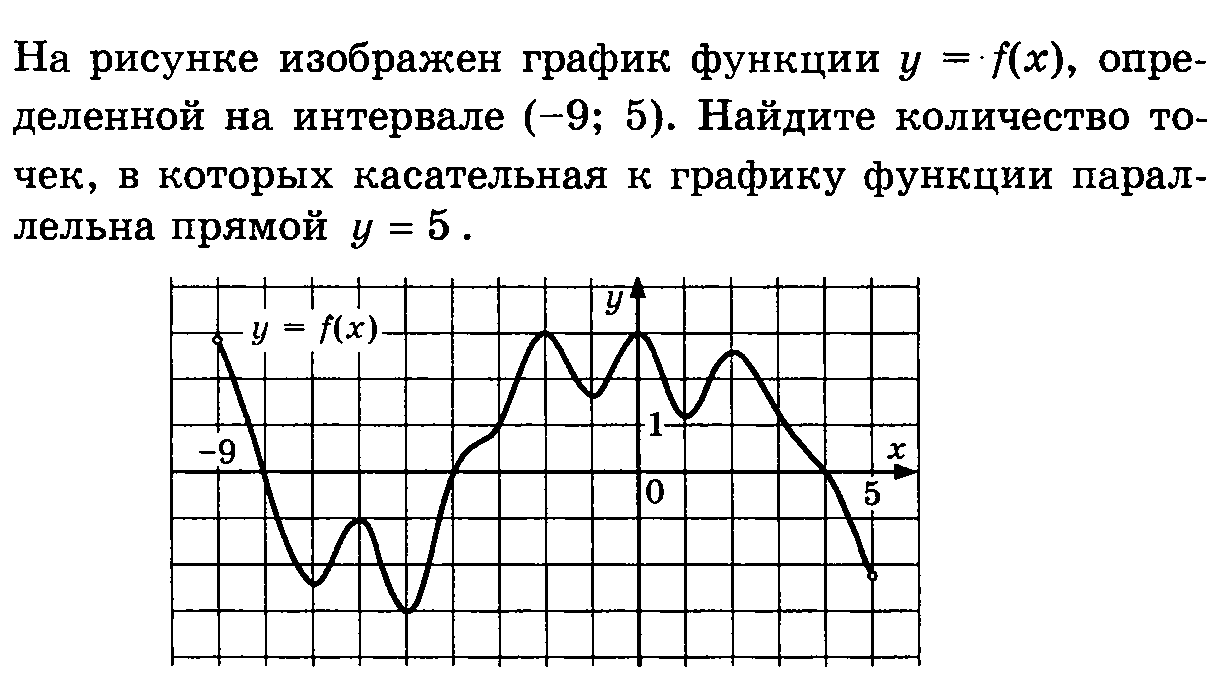 На рисунке изображен график функции y = f(x), опре-
деленной на интервале (−9; 5). Найдите количество то-
чек, в которых касательная к графику функции парал-
лельна прямой y = 5 .
y
y = f(x)
1
−9
x
0
5